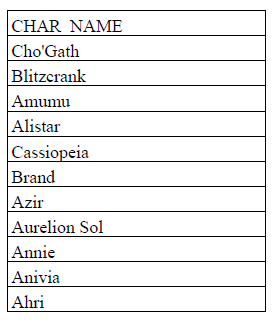 CHAR_NAME
Cho'Gath
Blitzcrank
Amumu
Alistar
Cassiopeia
Brand
Azir
Aurelion Sol
Annie
Anivia
Ahri